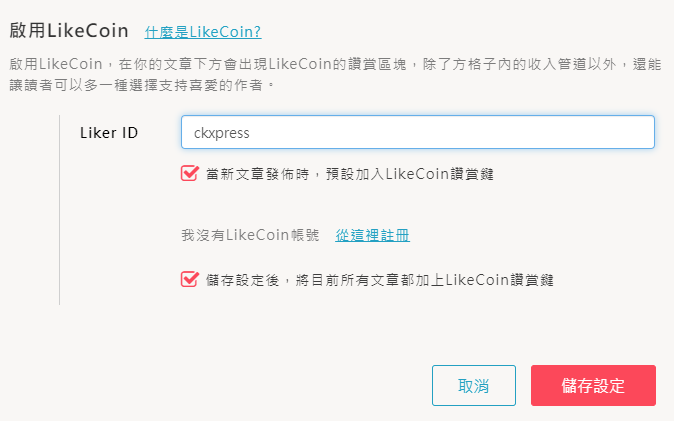 啟用LikeCoin 什麼是LikeCoin?
啟用LikeCoin，在你的文章下方會出現LikeCoin的讚賞區塊，除了方格子內的收入管道以外，還能
讓讀者可以多一種選擇支持喜愛的作者。
Liker ID ckxpress
當新文章發佈時，預設加入LikeCoin讚賞鍵
我沒有LikeCoin帳號 從這裡註冊
儲存設定後，將目前所有文章都加上LikeCoin讚賞鍵
取消 儲存設定